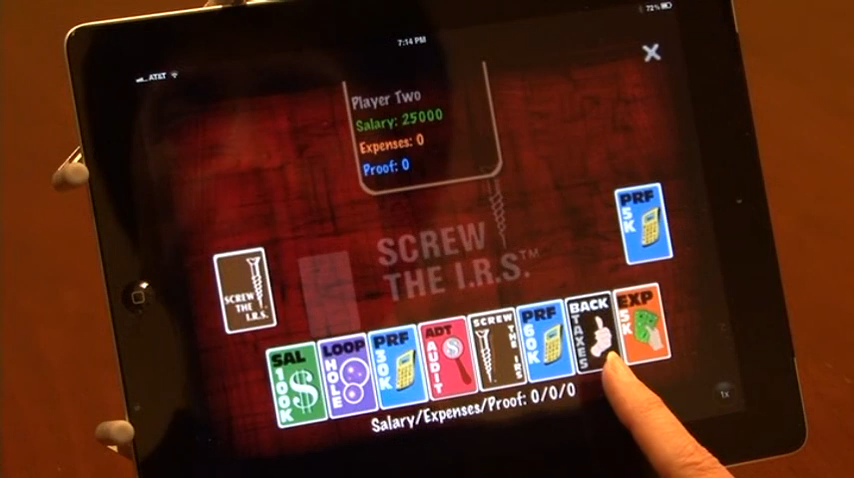 72%
7:14 PM
AT&T
X
Player Two
Salary: 25000
Expenses: 0
Proof: 0
SCREW
THE I.R.S.™
PRF
5K
SCREW
THE
I.R.S.
SAL
100K
LOOP
HOLE
PRF
30K
ADT
AUDIT
SCREW
THE IRS
PRF
60K
BACK
TAXES
EXP
5K
Salary/Expenses/Proof: 0/0/0
1x